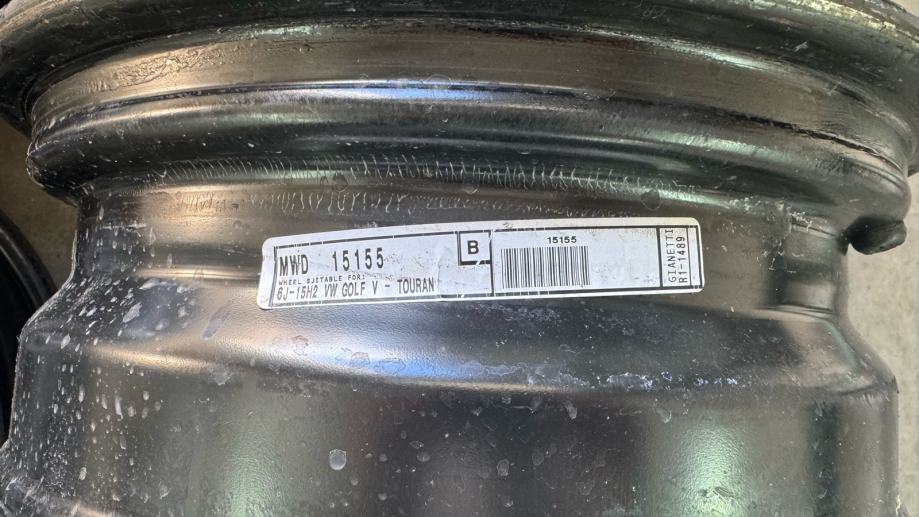 MWD 15155
WHEEL SUITABLE FOR:
6J-15H2 VW GOLF V - TOURAN
B
15155
GIANETTI
R1-1489